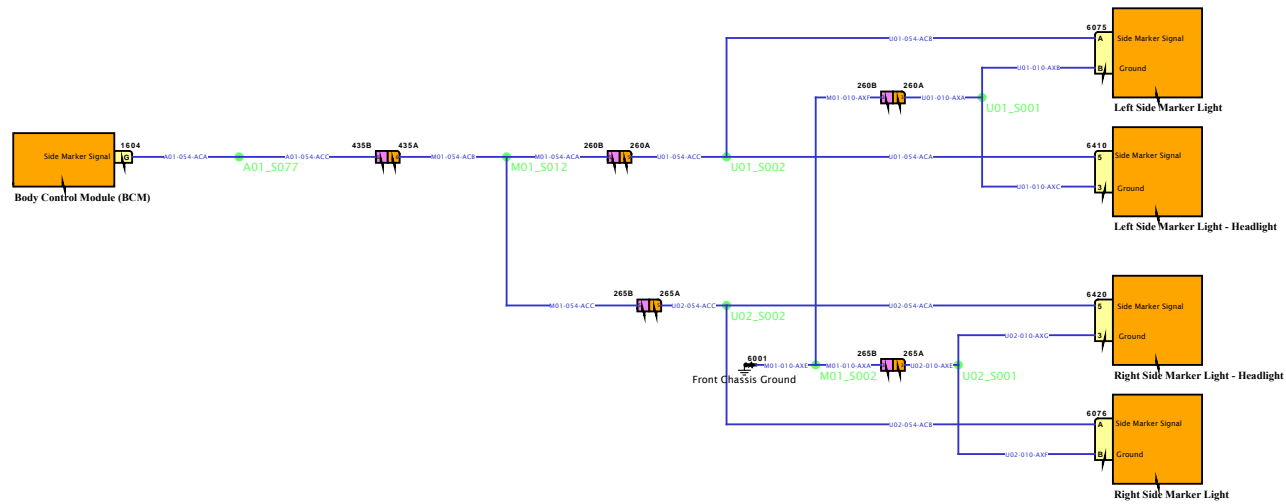 6075
U01-054-ACB
A
Side Marker Signal
U01-010-AXB
B
Ground
260B
260A
M01-010-AXF
U01-010-AXA
U01_S001
Left Side Marker Light
1604
Side Marker Signal
G
A01-054-ACA
A01_S077
A01-054-ACC
435B
435A
M01-054-ACB
M01_S012
M01-054-ACA
260B
260A
U01-054-ACC
U01_S002
U01-054-ACA
6410
5
Side Marker Signal
U01-010-AXC
3
Ground
Body Control Module (BCM)
Left Side Marker Light - Headlight
265B
265A
M01-054-ACC
U02-054-ACC
U02_S002
U02-054-ACA
6420
5
Side Marker Signal
U02-010-AXG
3
Ground
6001
Front Chassis Ground
M01-010-AXE
M01_S002
M01-010-AXA
265B
265A
U02-010-AXE
U02_S001
Right Side Marker Light - Headlight
6076
U02-054-ACB
A
Side Marker Signal
U02-010-AXF
B
Ground
Right Side Marker Light